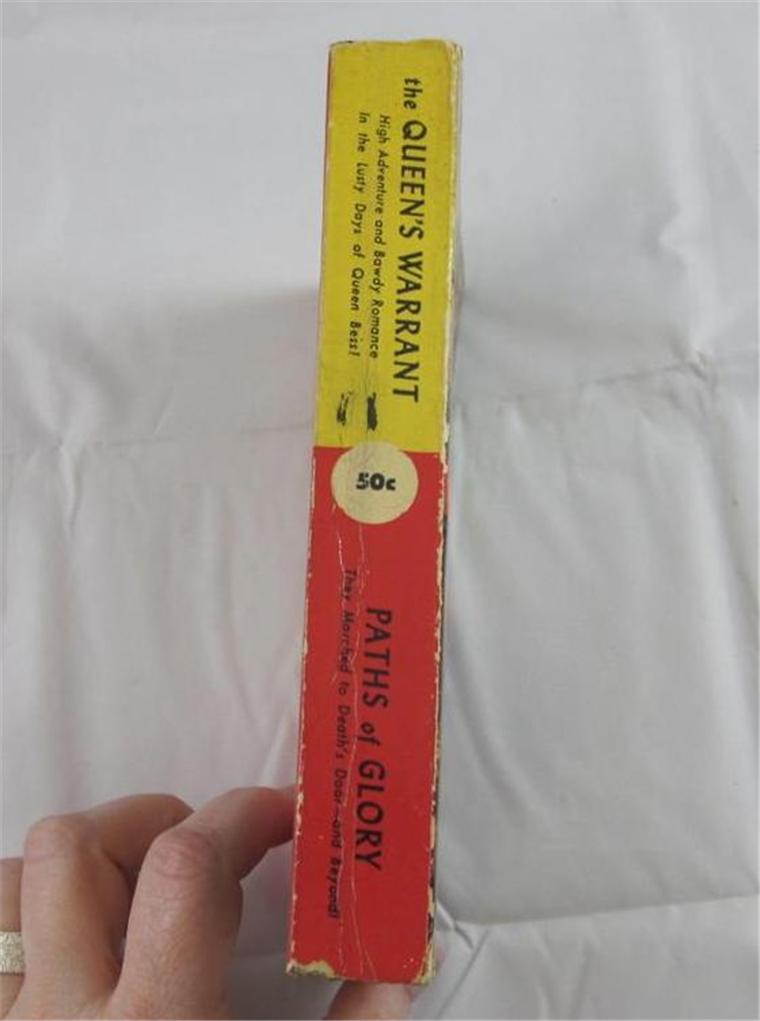 the QUEEN'S WARRANT
High Adventure and Bawdy Romance
In the Lusty Days of Queen Bess!
50c
PATHS of GLORY
They Marched to Death's Door—and Beyond!